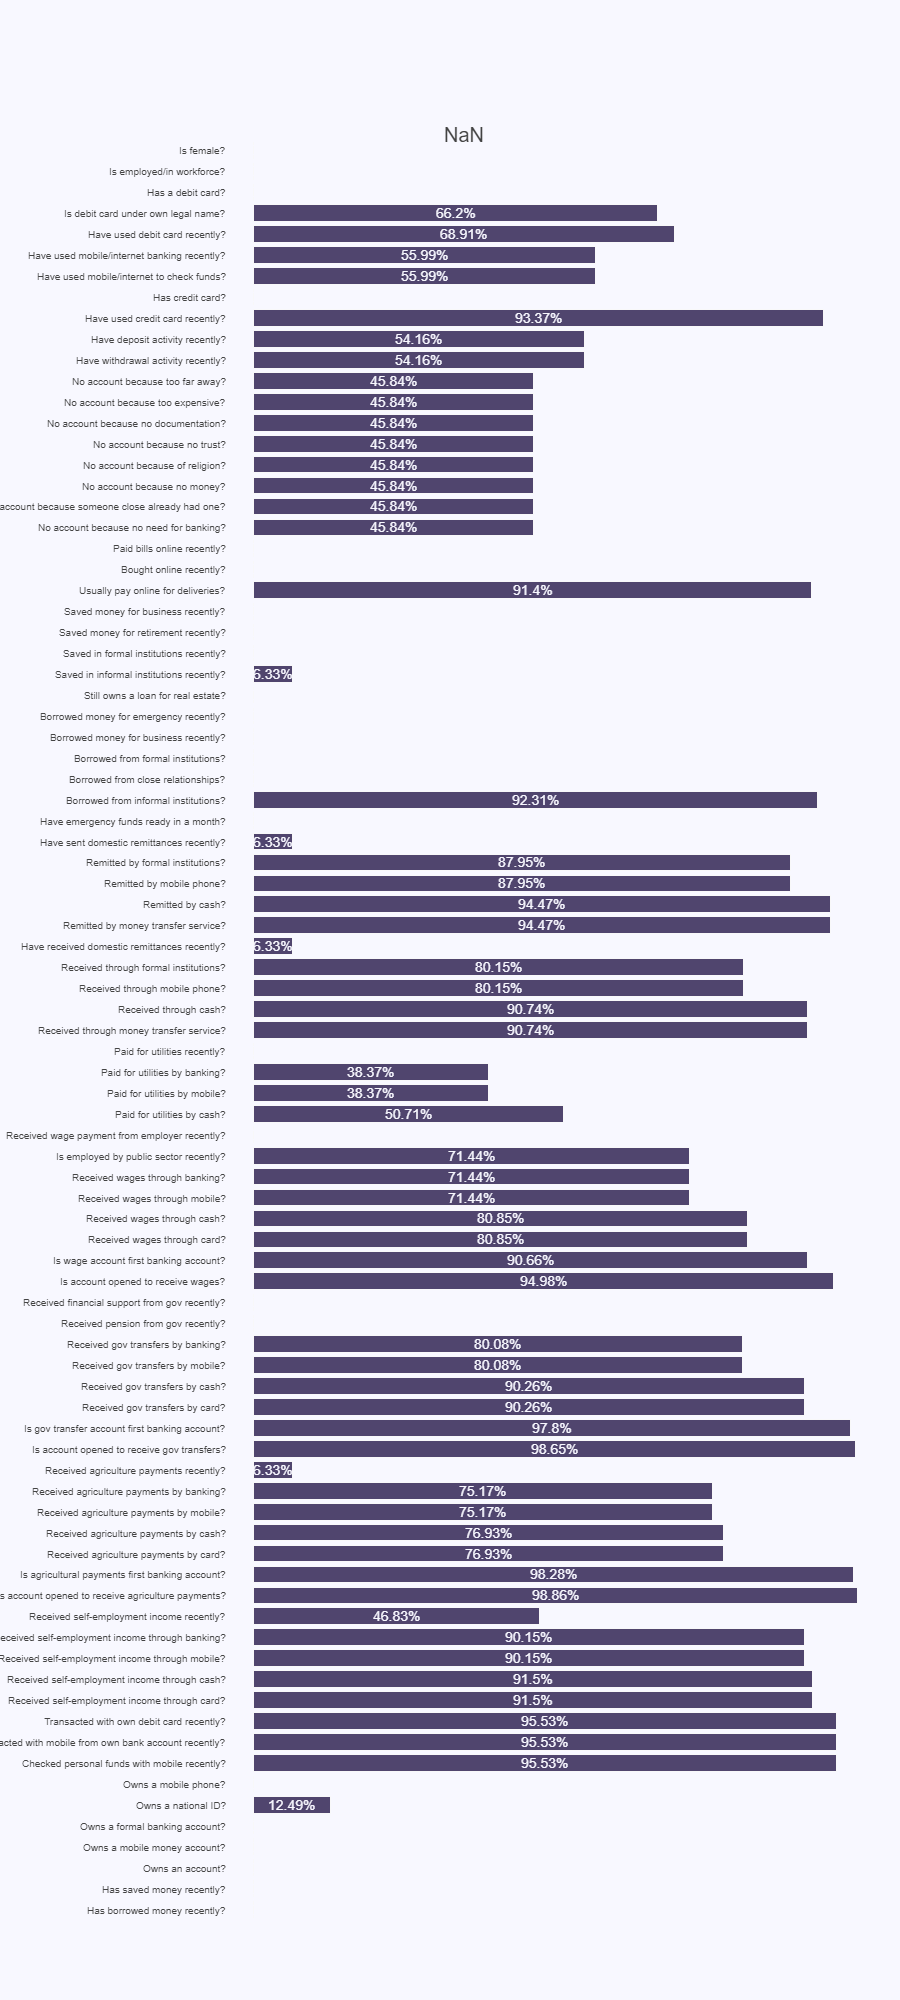 NaN
Is female?
Is employed/in workforce?
Has a debit card?
Is debit card under own legal name? 66.2%
Have used debit card recently? 68.91%
Have used mobile/internet banking recently? 55.99%
Have used mobile/internet to check funds? 55.99%
Has credit card?
Have used credit card recently? 93.37%
Have deposit activity recently? 54.16%
Have withdrawal activity recently? 54.16%
No account because too far away? 45.84%
No account because too expensive? 45.84%
No account because no documentation? 45.84%
No account because no trust? 45.84%
No account because of religion? 45.84%
No account because no money? 45.84%
account because someone close already had one? 45.84%
No account because no need for banking? 45.84%
Paid bills online recently?
Bought online recently?
Usually pay online for deliveries? 91.4%
Saved money for business recently?
Saved money for retirement recently?
Saved in formal institutions recently?
Saved in informal institutions recently? 6.33%
Still owns a loan for real estate?
Borrowed money for emergency recently?
Borrowed money for business recently?
Borrowed from formal institutions?
Borrowed from close relationships?
Borrowed from informal institutions? 92.31%
Have emergency funds ready in a month?
Have sent domestic remittances recently? 6.33%
Remitted by formal institutions? 87.95%
Remitted by mobile phone? 87.95%
Remitted by cash? 94.47%
Remitted by money transfer service? 94.47%
Have received domestic remittances recently? 6.33%
Received through formal institutions? 80.15%
Received through mobile phone? 80.15%
Received through cash? 90.74%
Received through money transfer service? 90.74%
Paid for utilities recently?
Paid for utilities by banking? 38.37%
Paid for utilities by mobile? 38.37%
Paid for utilities by cash? 50.71%
Received wage payment from employer recently?
Is employed by public sector recently? 71.44%
Received wages through banking? 71.44%
Received wages through mobile? 71.44%
Received wages through cash? 80.85%
Received wages through card? 80.85%
Is wage account first banking account? 90.66%
Is account opened to receive wages? 94.98%
Received financial support from gov recently?
Received pension from gov recently?
Received gov transfers by banking? 80.08%
Received gov transfers by mobile? 80.08%
Received gov transfers by cash? 90.26%
Received gov transfers by card? 90.26%
Is gov transfer account first banking account? 97.8%
Is account opened to receive gov transfers? 98.65%
Received agriculture payments recently? 6.33%
Received agriculture payments by banking? 75.17%
Received agriculture payments by mobile? 75.17%
Received agriculture payments by cash? 76.93%
Received agriculture payments by card? 76.93%
Is agricultural payments first banking account? 98.28%
s account opened to receive agriculture payments? 98.86%
Received self-employment income recently? 46.83%
eceived self-employment income through banking? 90.15%
Received self-employment income through mobile? 90.15%
Received self-employment income through cash? 91.5%
Received self-employment income through card? 91.5%
Transacted with own debit card recently? 95.53%
acted with mobile from own bank account recently? 95.53%
Checked personal funds with mobile recently? 95.53%
Owns a mobile phone?
Owns a national ID? 12.49%
Owns a formal banking account?
Owns a mobile money account?
Owns an account?
Has saved money recently?
Has borrowed money recently?